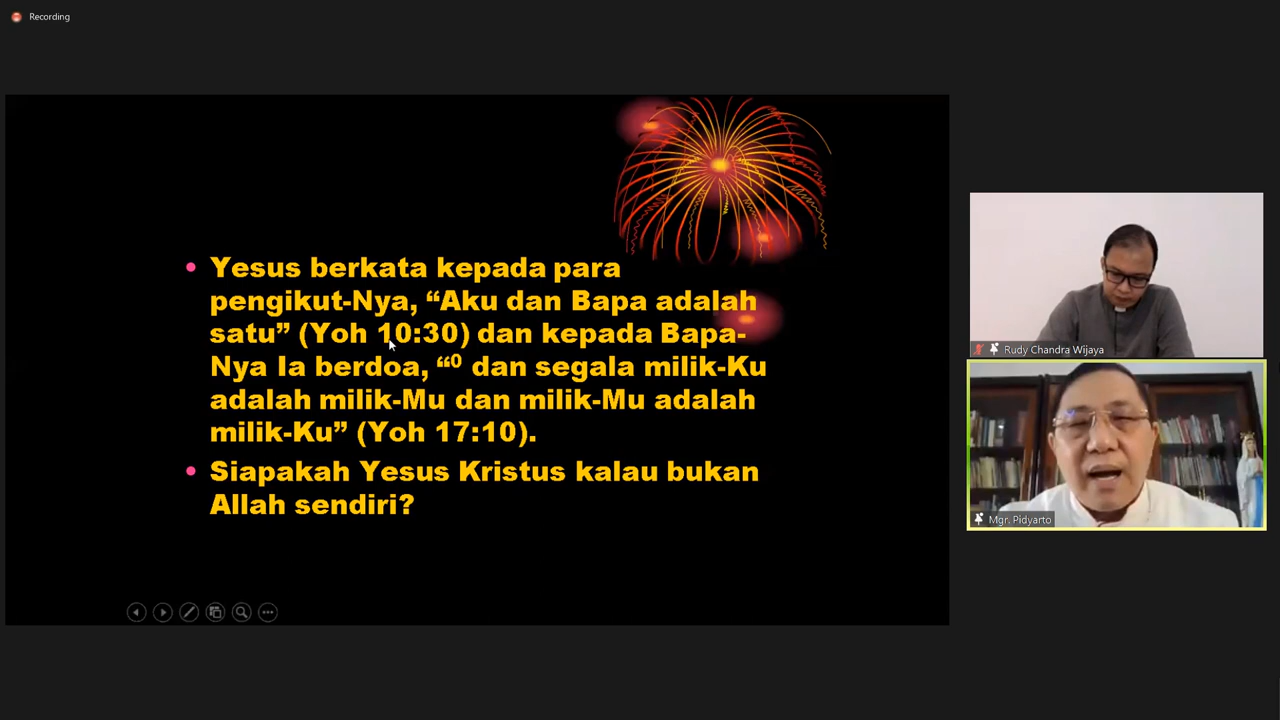 Recording
Yesus berkata kepada para
pengikut-Nya, “Aku dan Bapa adalah
satu” (Yoh 10:30) dan kepada Bapa-
Nya Ia berdoa, “⁰ dan segala milik-Ku
adalah milik-Mu dan milik-Mu adalah
milik-Ku” (Yoh 17:10).
Siapakah Yesus Kristus kalau bukan
Allah sendiri?
Rudy Chandra Wijaya
Mgr. Pidyarto